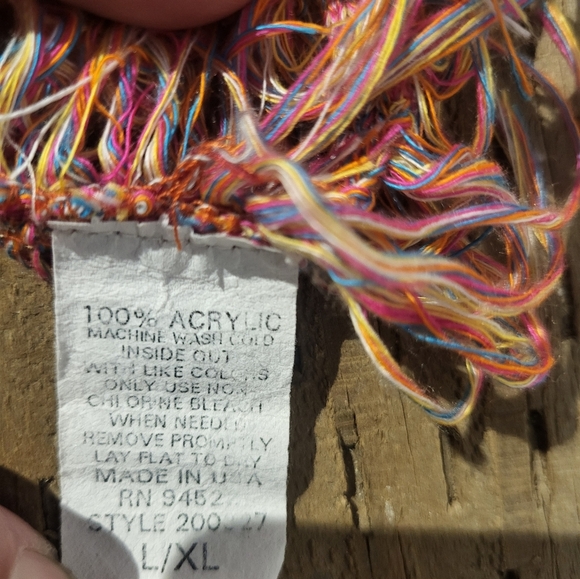 100% ACRYLIC
MACHINE WASH COLD
INSIDE OUT
WITH LIKE COLORS
ONLY USE NON
CHLORINE BLEACH
WHEN NEEDED
REMOVE PROMPTLY
LAY FLAT TO DRY
MADE IN USA
RN 9452
STYLE
L/XL